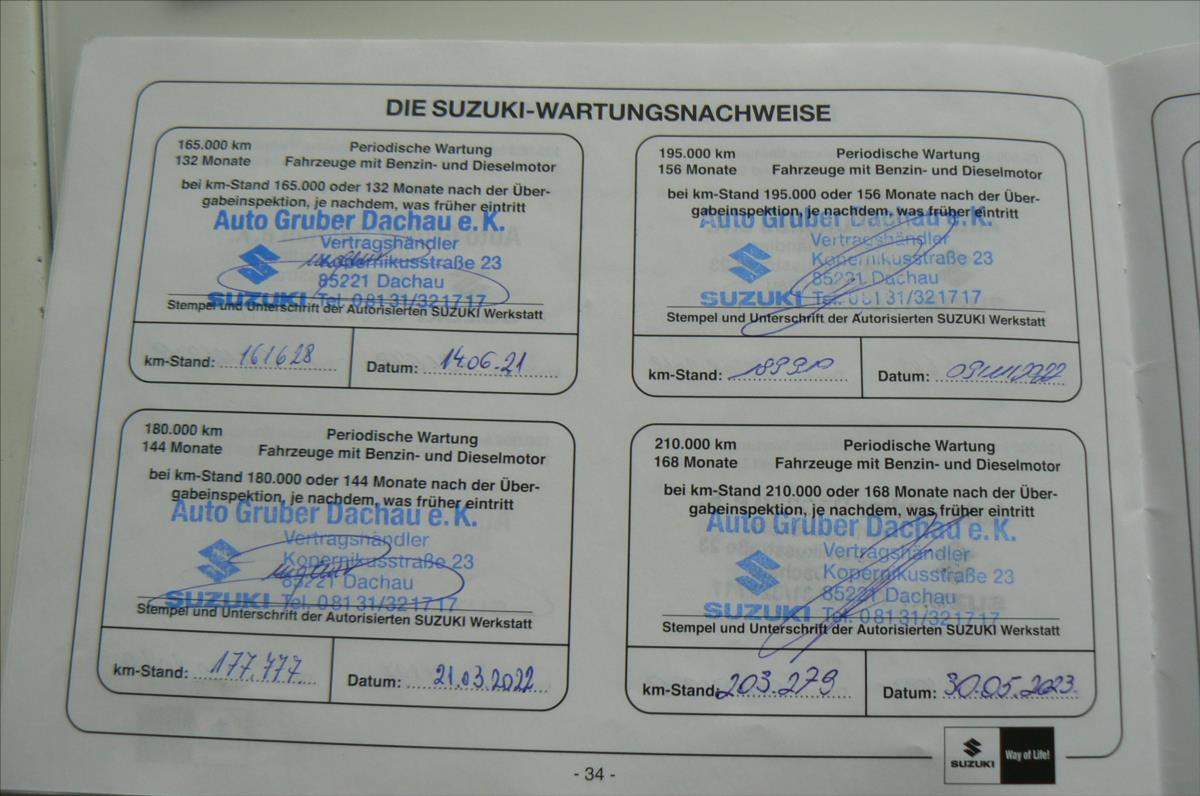 DIE SUZUKI-WARTUNGSNACHWEISE
165.000 km Periodische Wartung
132 Monate Fahrzeuge mit Benzin- und Dieselmotor
bei km-Stand 165.000 oder 132 Monate nach der Über-
gabeinspektion, je nachdem, was früher eintritt
Auto Gruber Dachau e.K.
Vertragshändler
Kopernikusstraße 23
85221 Dachau
SUZUKI Tel. 08131/321717
Stempel und Unterschrift der Autorisierten SUZUKI Werkstatt
km-Stand: 161628 Datum: 14.06.21
180.000 km Periodische Wartung
144 Monate Fahrzeuge mit Benzin- und Dieselmotor
bei km-Stand 180.000 oder 144 Monate nach der Über-
gabeinspektion, je nachdem, was früher eintritt
Auto Gruber Dachau e.K.
Vertragshändler
Kopernikusstraße 23
85221 Dachau
SUZUKI Tel. 08131/321717
Stempel und Unterschrift der Autorisierten SUZUKI Werkstatt
km-Stand: 177.777 Datum: 21.03.2022
195.000 km Periodische Wartung
156 Monate Fahrzeuge mit Benzin- und Dieselmotor
bei km-Stand 195.000 oder 156 Monate nach der Über-
gabeinspektion, je nachdem, was früher eintritt
Auto Gruber Dachau e.K.
Vertragshändler
Kopernikusstraße 23
85221 Dachau
SUZUKI Tel. 08131/321717
Stempel und Unterschrift der Autorisierten SUZUKI Werkstatt
km-Stand: Datum:
210.000 km Periodische Wartung
168 Monate Fahrzeuge mit Benzin- und Dieselmotor
bei km-Stand 210.000 oder 168 Monate nach der Über-
gabeinspektion, je nachdem, was früher eintritt
Auto Gruber Dachau e.K.
Vertragshändler
Kopernikusstraße 23
85221 Dachau
SUZUKI Tel. 08131/321717
Stempel und Unterschrift der Autorisierten SUZUKI Werkstatt
km-Stand: 203.279 Datum: 30.05.2023.
SUZUKI Way of Life!
- 34 -